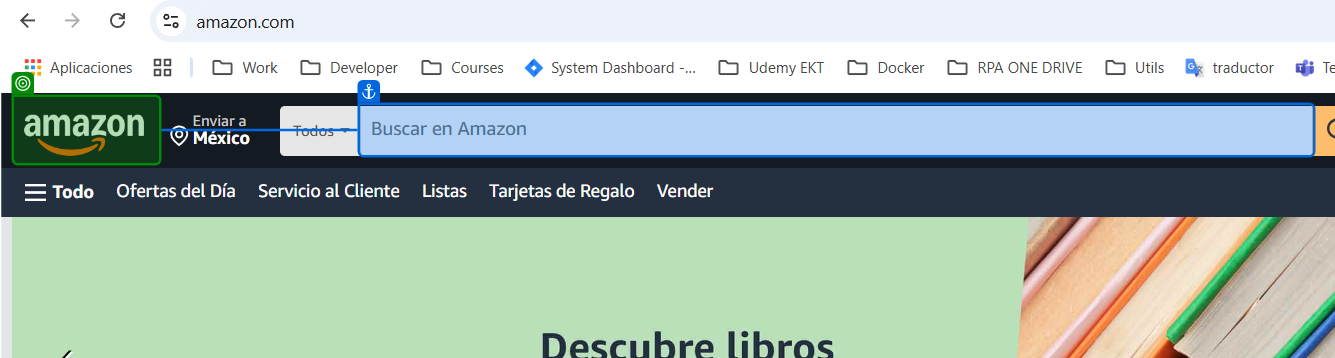 amazon.com
Aplicaciones Work Developer Courses System Dashboard -... Udemy EKT Docker RPA ONE DRIVE Utils traductor Te
amazon Enviar a Todos Buscar en Amazon
México
Todo Ofertas del Día Servicio al Cliente Listas Tarjetas de Regalo Vender
Descubre libros